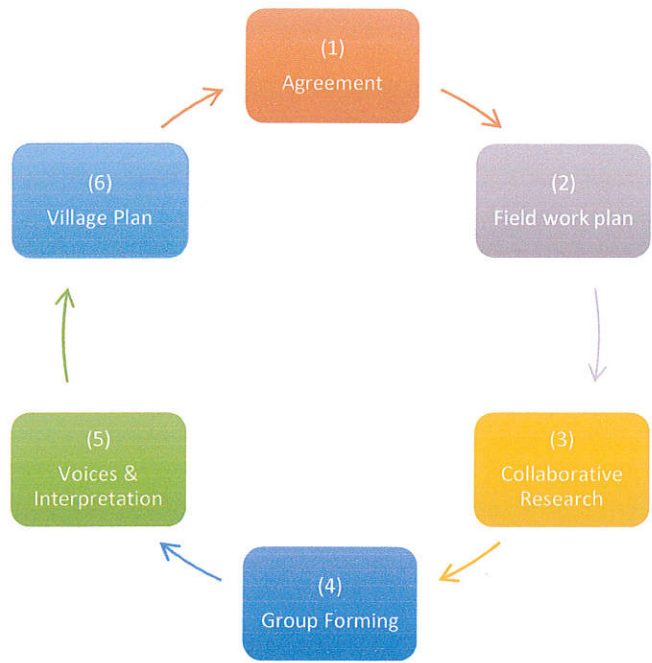 (1)
Agreement
(2)
Field work plan
(3)
Collaborative
Research
(4)
Group Forming
(5)
Voices &
Interpretation
(6)
Village Plan